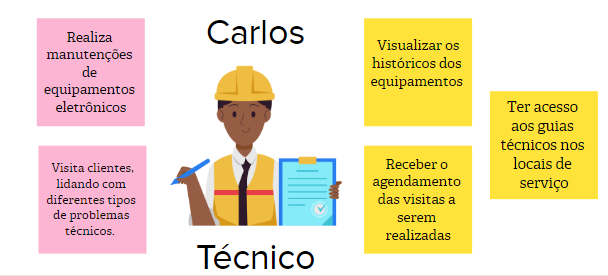 Carlos
Realiza
manutenções
de
equipamentos
eletrônicos
Visita clientes,
lidando com
diferentes tipos
de problemas
técnicos.
Visualizar os
históricos dos
equipamentos
Receber o
agendamento
das visitas a
serem
realizadas
Ter acesso
aos guias
técnicos nos
locais de
serviço
Técnico